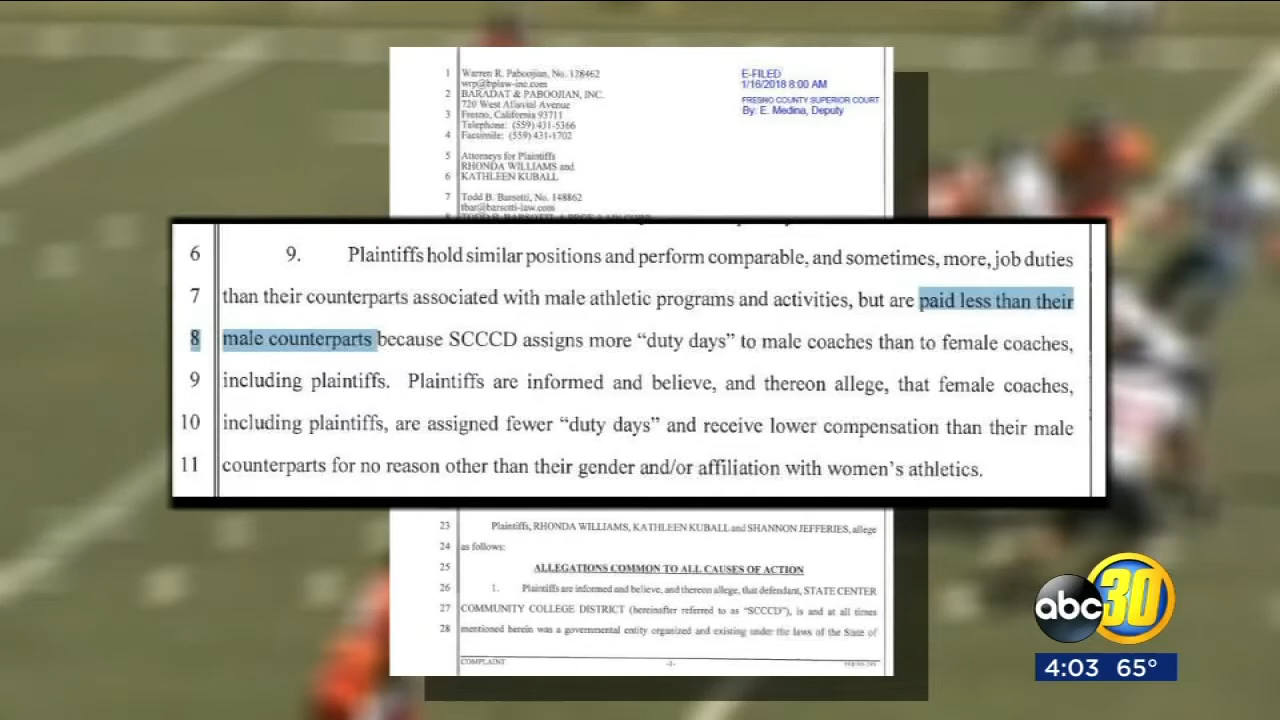 1 Warren R. Paboojian, No. 128462
wrp@bplaw-inc.com
2 BARADAT & PABOOJIAN, INC.
720 West Alluvial Avenue
3 Fresno, California 93711
Telephone: (559) 431-5366
4 Facsimile: (559) 431-1702
5 Attorneys for Plaintiffs
RHONDA WILLIAMS and
6 KATHLEEN KUBALL
7 Todd B. Barsotti, No. 148862
tbar@barsotti-law.com
E-FILED
1/16/2018 8:00 AM
FRESNO COUNTY SUPERIOR COURT
By: E. Medina, Deputy
6 9. Plaintiffs hold similar positions and perform comparable, and sometimes, more, job duties
7 than their counterparts associated with male athletic programs and activities, but are paid less than their
8 male counterparts because SCCCD assigns more “duty days” to male coaches than to female coaches,
9 including plaintiffs. Plaintiffs are informed and believe, and thereon allege, that female coaches,
10 including plaintiffs, are assigned fewer “duty days” and receive lower compensation than their male
11 counterparts for no reason other than their gender and/or affiliation with women’s athletics.
23 Plaintiffs, RHONDA WILLIAMS, KATHLEEN KUBALL and SHANNON JEFFERIES, allege
24 as follows:
25 ALLEGATIONS COMMON TO ALL CAUSES OF ACTION
26 1. Plaintiffs are informed and believe, and thereon allege, that defendant, STATE CENTER
27 COMMUNITY COLLEGE DISTRICT (hereinafter referred to as “SCCCD”), is and at all times
28 mentioned herein was a governmental entity organized and existing under the laws of the State of
COMPLAINT
-1-
abc 30
4:03 65°